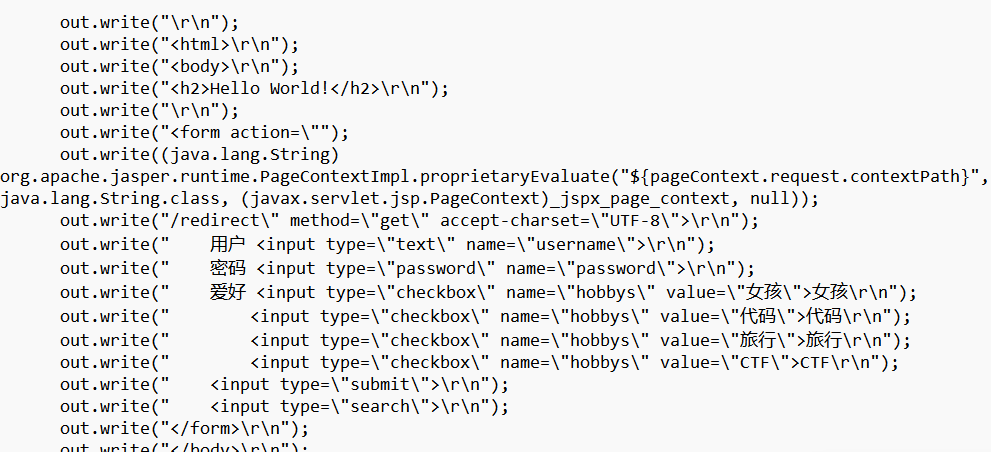 out.write("\r\n");
out.write("<html>\r\n");
out.write("<body>\r\n");
out.write("<h2>Hello World!</h2>\r\n");
out.write("\r\n");
out.write("<form action=\"");
out.write((java.lang.String)
org.apache.jasper.runtime.PageContextImpl.proprietaryEvaluate("${pageContext.request.contextPath}",
java.lang.String.class, (javax.servlet.jsp.PageContext)_jspx_page_context, null));
out.write("/redirect\" method=\"get\" accept-charset=\"UTF-8\">\r\n");
out.write("    用户 <input type=\"text\" name=\"username\">\r\n");
out.write("    密码 <input type=\"password\" name=\"password\">\r\n");
out.write("    爱好 <input type=\"checkbox\" name=\"hobbys\" value=\"女孩\">女孩\r\n");
out.write("        <input type=\"checkbox\" name=\"hobbys\" value=\"代码\">代码\r\n");
out.write("        <input type=\"checkbox\" name=\"hobbys\" value=\"旅行\">旅行\r\n");
out.write("        <input type=\"checkbox\" name=\"hobbys\" value=\"CTF\">CTF\r\n");
out.write("    <input type=\"submit\">\r\n");
out.write("    <input type=\"search\">\r\n");
out.write("</form>\r\n");
out.write("</body>\r\n");